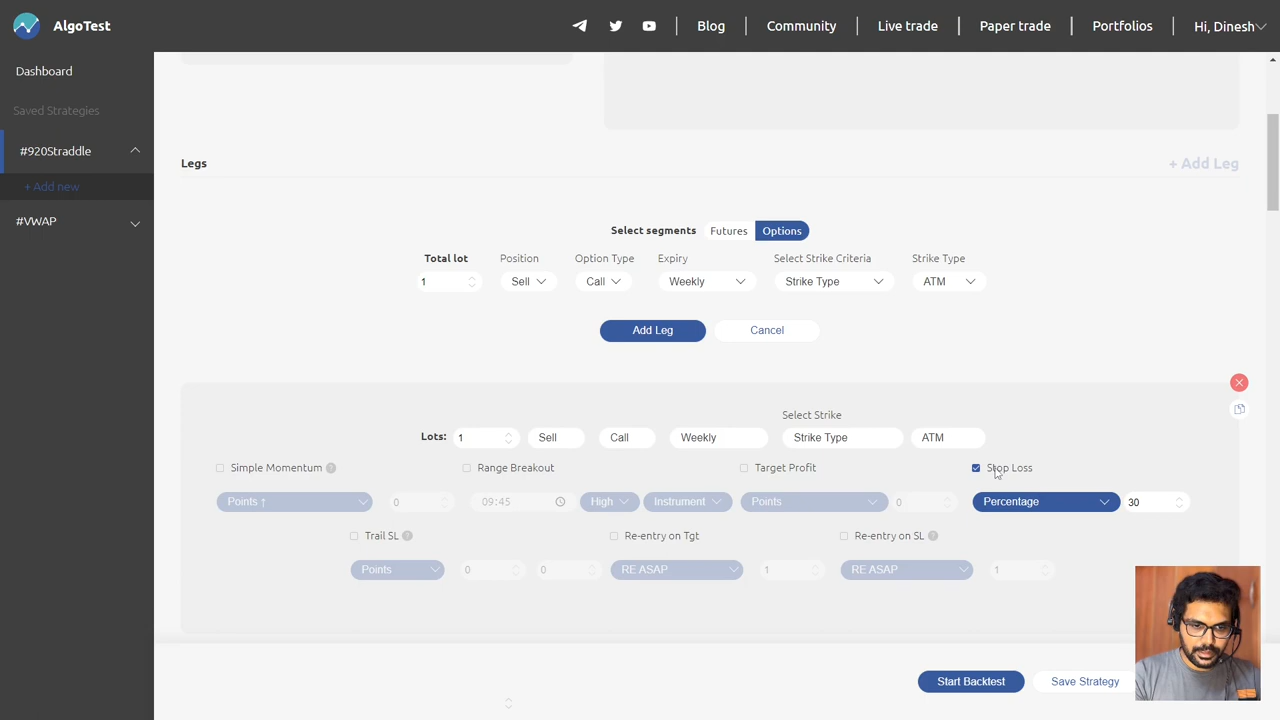 AlgoTest
Blog
Community
Live trade
Paper trade
Portfolios
Hi, Dinesh
Dashboard
Saved Strategies
#920Straddle
+ Add new
#VWAP
Legs
+ Add Leg
Select segments Futures Options
Total lot Position Option Type Expiry Select Strike Criteria Strike Type
1 Sell Call Weekly Strike Type ATM
Add Leg Cancel
Select Strike
Lots: 1 Sell Call Weekly Strike Type ATM
Simple Momentum ? Range Breakout Target Profit Stop Loss
Points ↑ 0 09:45 High Instrument Points 0 Percentage 30
Trail SL ? Re-entry on Tgt Re-entry on SL ?
Points 0 0 RE ASAP 1 RE ASAP 1
Start Backtest Save Strategy